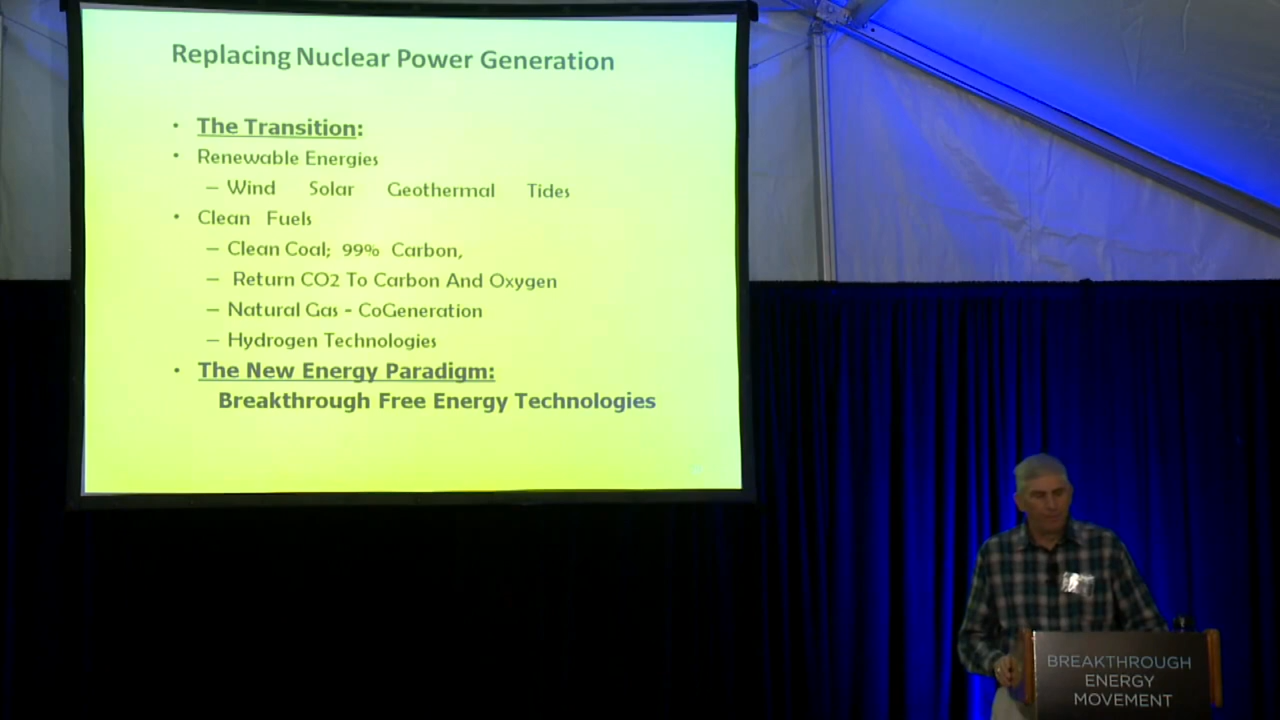 Replacing Nuclear Power Generation
• The Transition:
• Renewable Energies
– Wind Solar Geothermal Tides
• Clean Fuels
– Clean Coal; 99% Carbon,
– Return CO2 To Carbon And Oxygen
– Natural Gas - CoGeneration
– Hydrogen Technologies
• The New Energy Paradigm:
Breakthrough Free Energy Technologies
BREAKTHROUGH
ENERGY
MOVEMENT